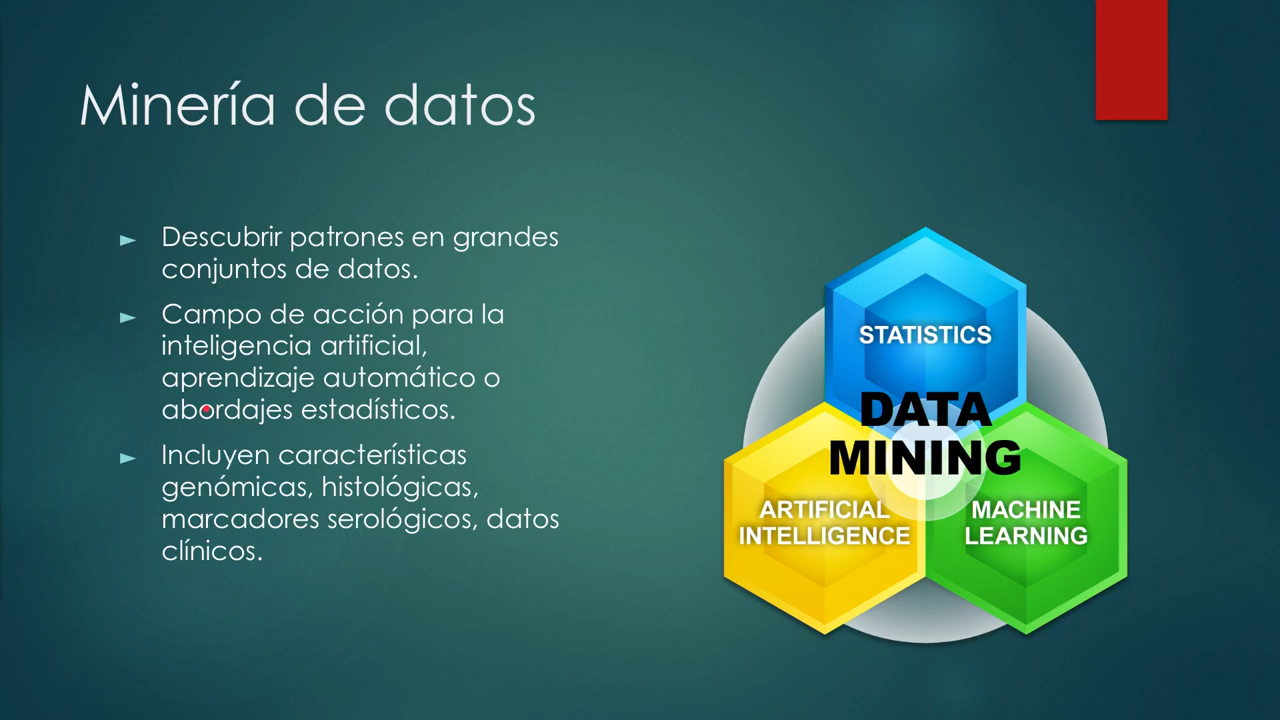 Minería de datos
Descubrir patrones en grandes
conjuntos de datos.
Campo de acción para la
inteligencia artificial,
aprendizaje automático o
abordajes estadísticos.
Incluyen características
genómicas, histológicas,
marcadores serológicos, datos
clínicos.
STATISTICS
DATA
MINING
ARTIFICIAL
INTELLIGENCE
MACHINE
LEARNING